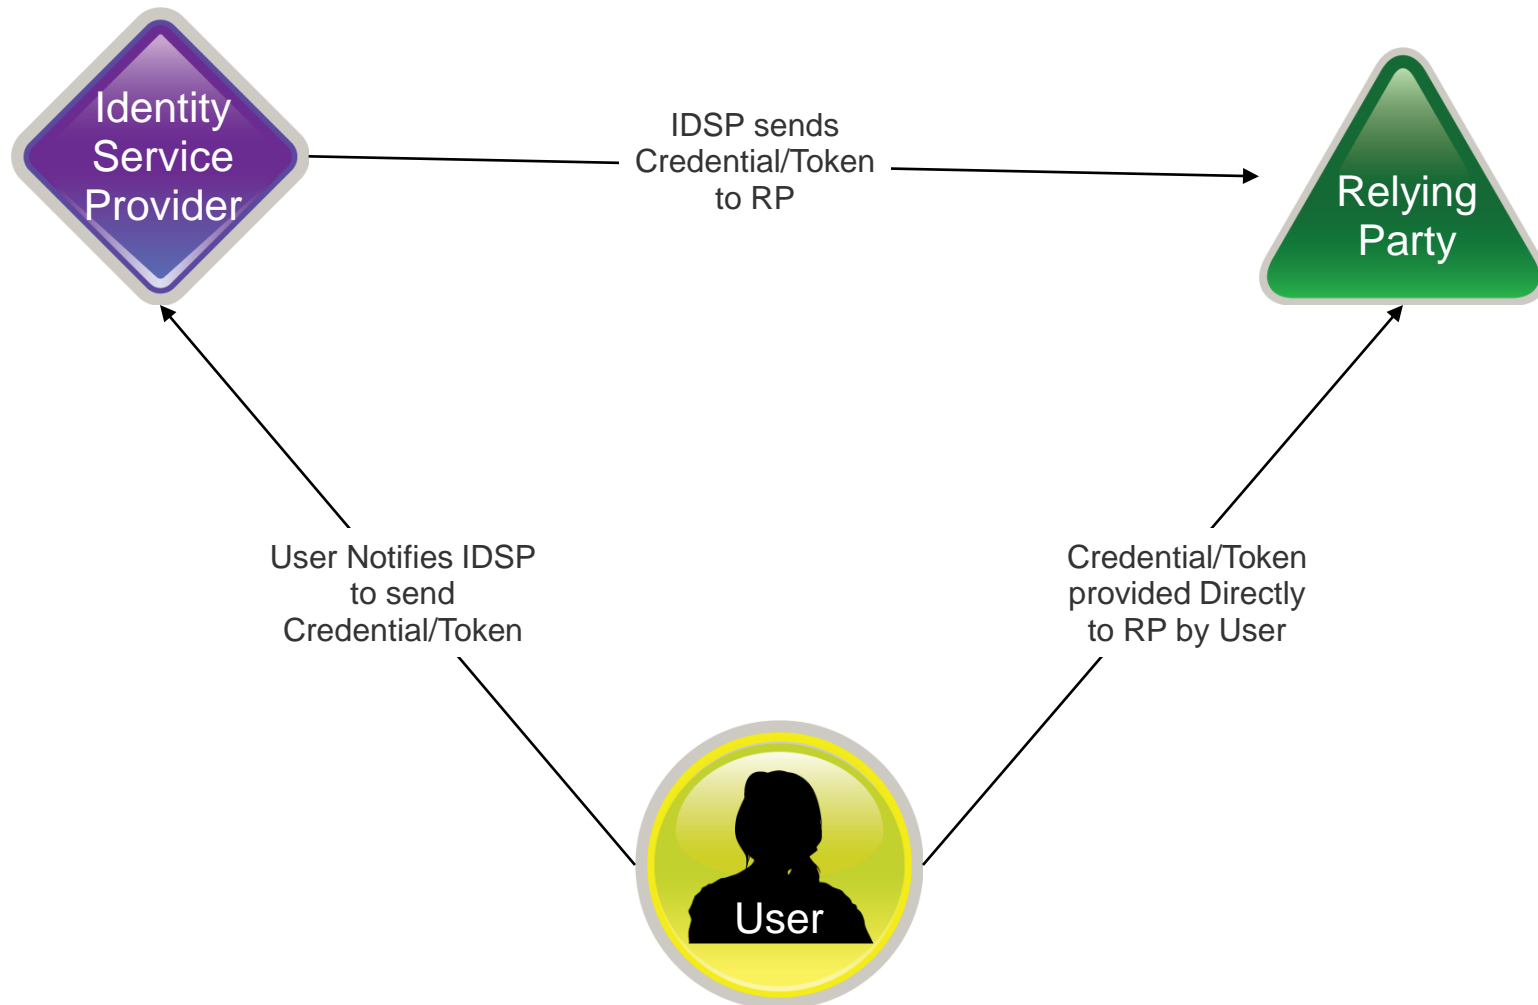 Identity
Service
Provider
IDSP sends
Credential/Token
to RP
Relying
Party
User Notifies IDSP
to send
Credential/Token
Credential/Token
provided Directly
to RP by User
User